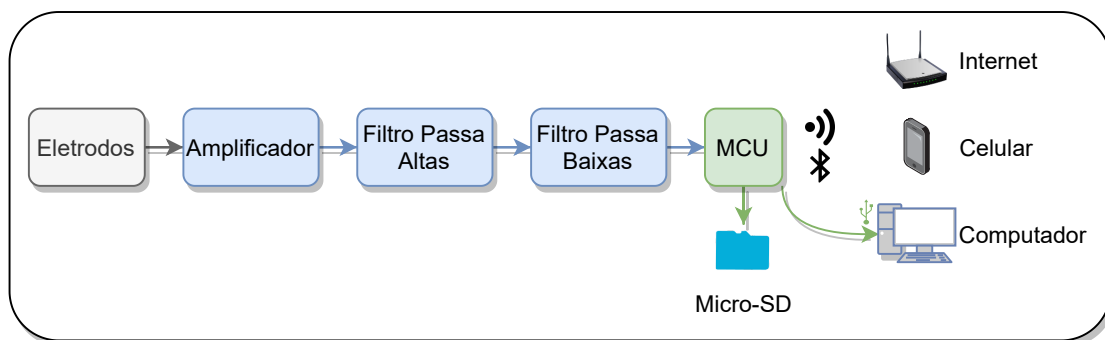 Internet
Eletrodos
Amplificador
Filtro Passa
Altas
Filtro Passa
Baixas
MCU
Celular
Computador
Micro-SD